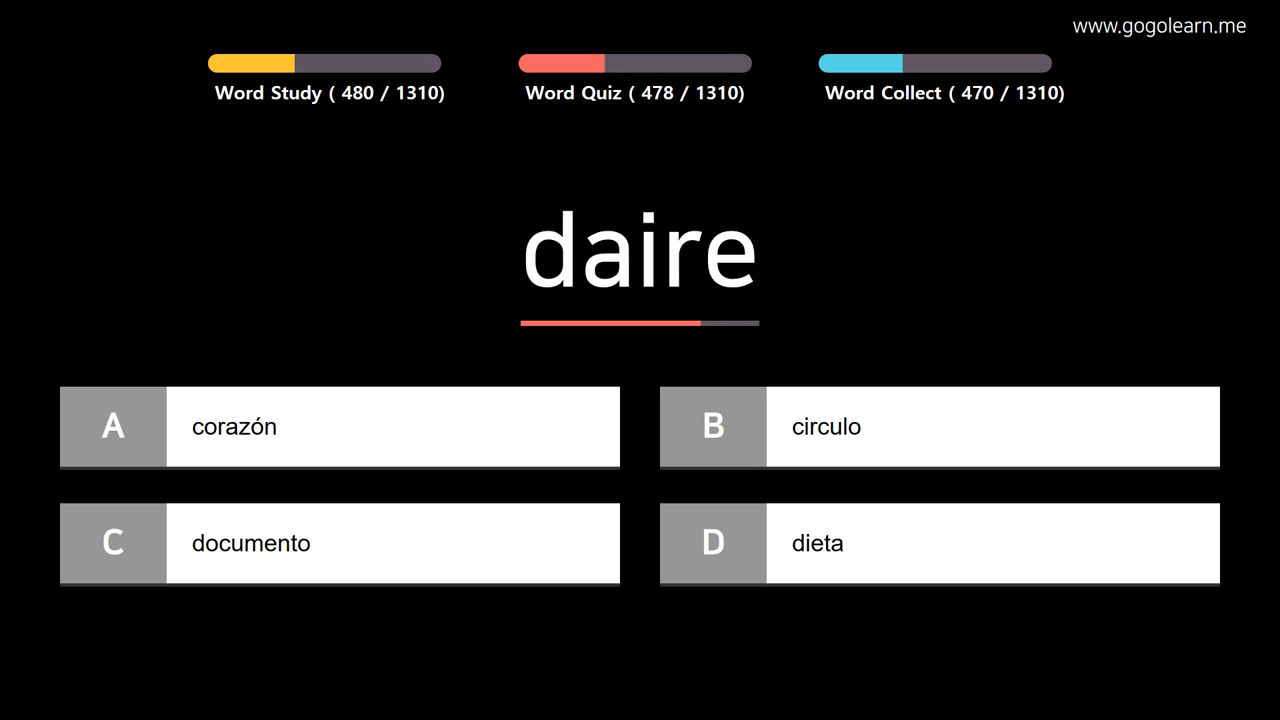 www.gogolearn.me
Word Study ( 480 / 1310)
Word Quiz ( 478 / 1310)
Word Collect ( 470 / 1310)
daire
A
corazón
B
circulo
C
documento
D
dieta